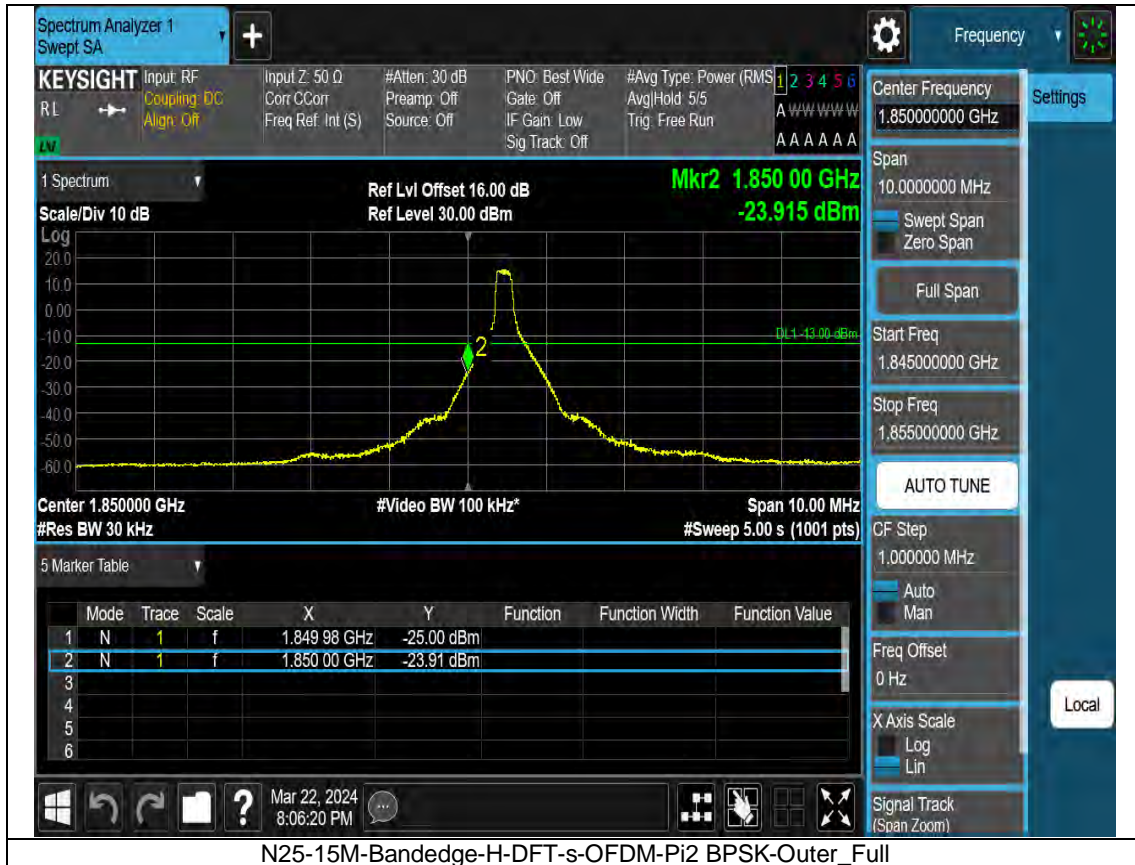 Spectrum Analyzer 1
Swept SA
Frequency
KEYSIGHT
RL
Input: RF
Coupling: DC
Align: Off
Input Z: 50 Ω
Corr CCorr
Freq Ref: Int (S)
#Atten: 30 dB
Preamp: Off
Source: Off
PNO: Best Wide
Gate: Off
IF Gain: Low
Sig Track: Off
#Avg Type: Power (RMS
Avg|Hold: 5/5
Trig: Free Run
1 2 3 4 5 6
A W W W W W
A A A A A A
Center Frequency
1.850000000 GHz
Settings
Span
10.0000000 MHz
Swept Span
Zero Span
Full Span
Start Freq
1.845000000 GHz
Stop Freq
1.855000000 GHz
AUTO TUNE
CF Step
1.000000 MHz
Auto
Man
Freq Offset
0 Hz
X Axis Scale
Log
Lin
Signal Track
(Span Zoom)
Local
1 Spectrum
Scale/Div 10 dB
Ref Lvl Offset 16.00 dB
Ref Level 30.00 dBm
Mkr2 1.850 00 GHz
-23.915 dBm
Log
20.0
10.0
0.00
-10.0
-20.0
-30.0
-40.0
-50.0
-60.0
DL1 -13.00 dBm
2
Center 1.850000 GHz
#Res BW 30 kHz
#Video BW 100 kHz*
Span 10.00 MHz
#Sweep 5.00 s (1001 pts)
5 Marker Table
Mode Trace Scale X Y Function Function Width Function Value
1 N 1 f 1.849 98 GHz -25.00 dBm
2 N 1 f 1.850 00 GHz -23.91 dBm
3
4
5
6
?
Mar 22, 2024
8:06:20 PM
N25-15M-Bandedge-H-DFT-s-OFDM-Pi2 BPSK-Outer_Full